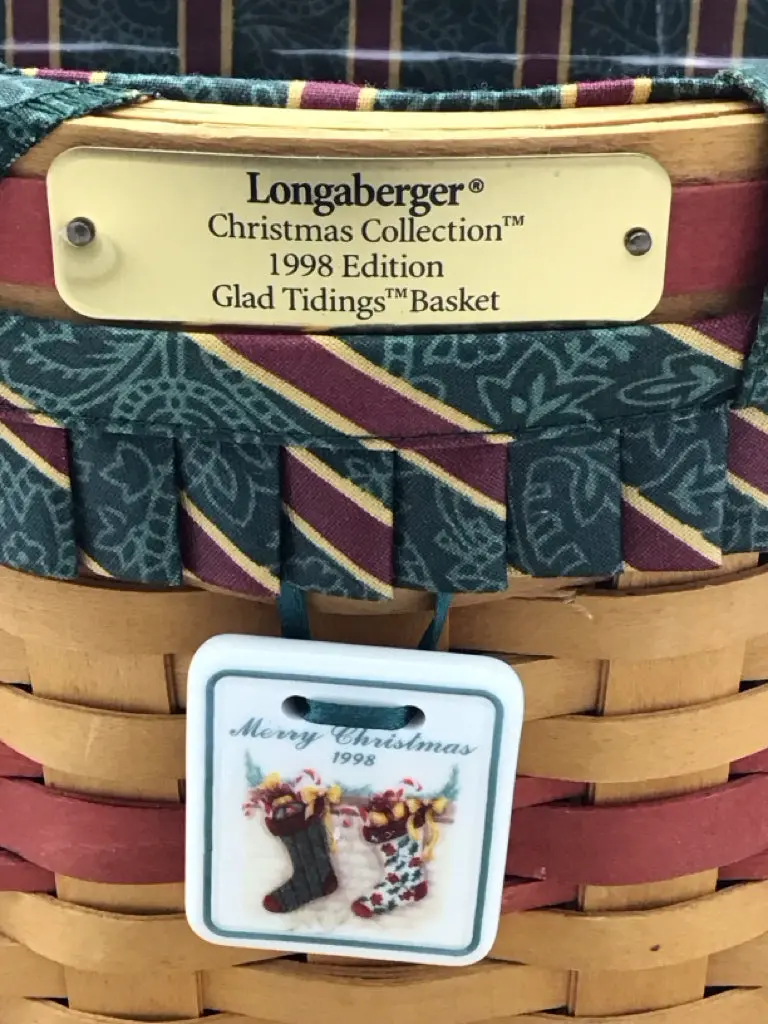 Longaberger®
Christmas Collection™
1998 Edition
Glad Tidings™ Basket
Merry Christmas
1998